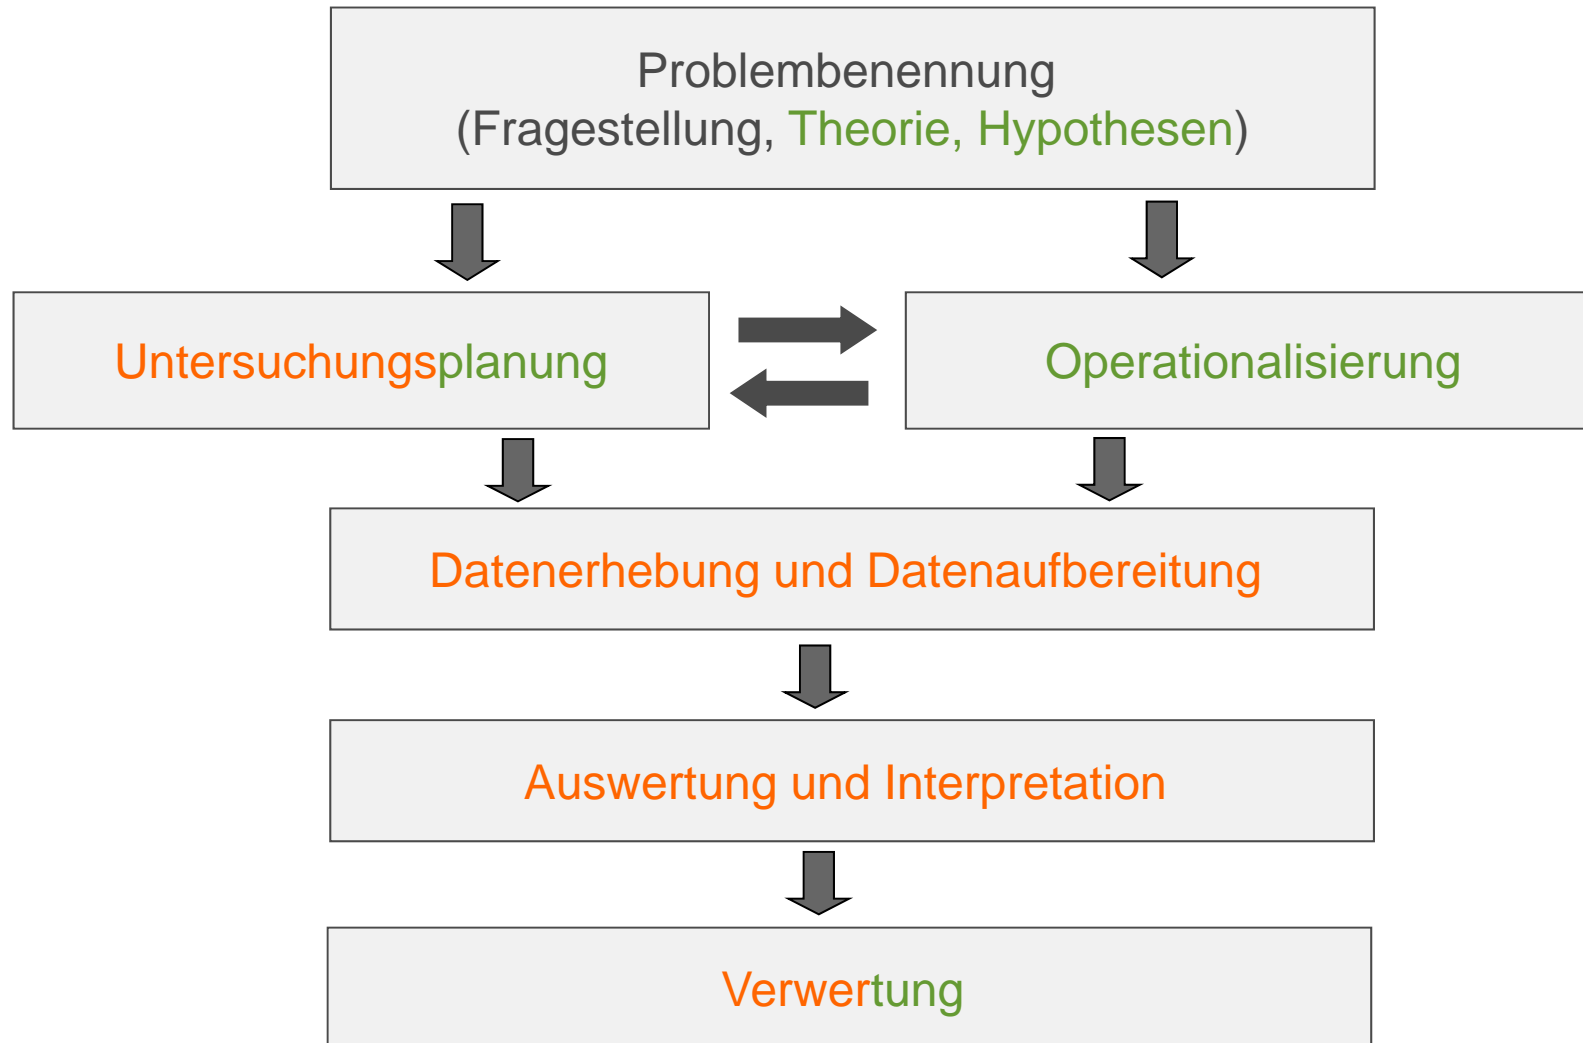 Problembenennung
(Fragestellung, Theorie, Hypothesen)
Untersuchungsplanung
Operationalisierung
Datenerhebung und Datenaufbereitung
Auswertung und Interpretation
Verwertung